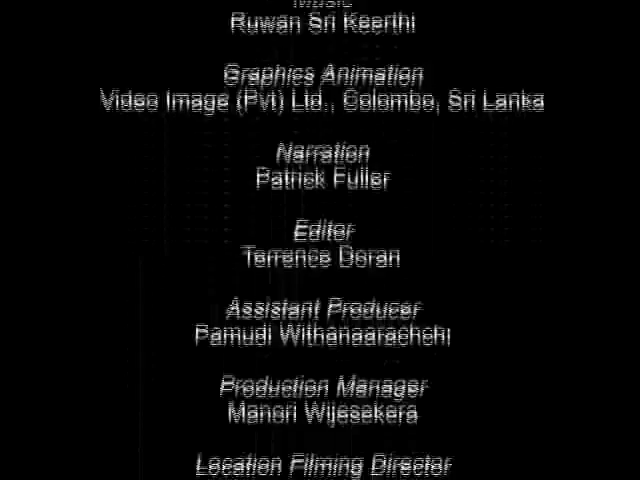 Music
Ruwan Sri Keerthi
Graphics Animation
Video Image (Pvt) Ltd., Colombo, Sri Lanka
Narration
Patrick Fuller
Editor
Terrence Doran
Assistant Producer
Pamudi Withanaarachchi
Production Manager
Manori Wijesekera
Location Filming Director